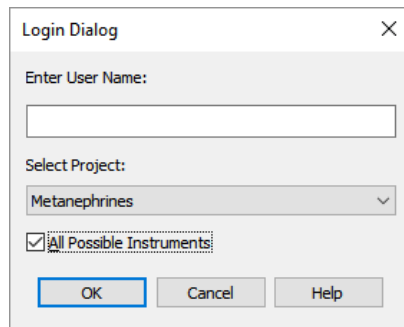 Login Dialog
Enter User Name:
Select Project:
Metanephrines
All Possible Instruments
OK Cancel Help